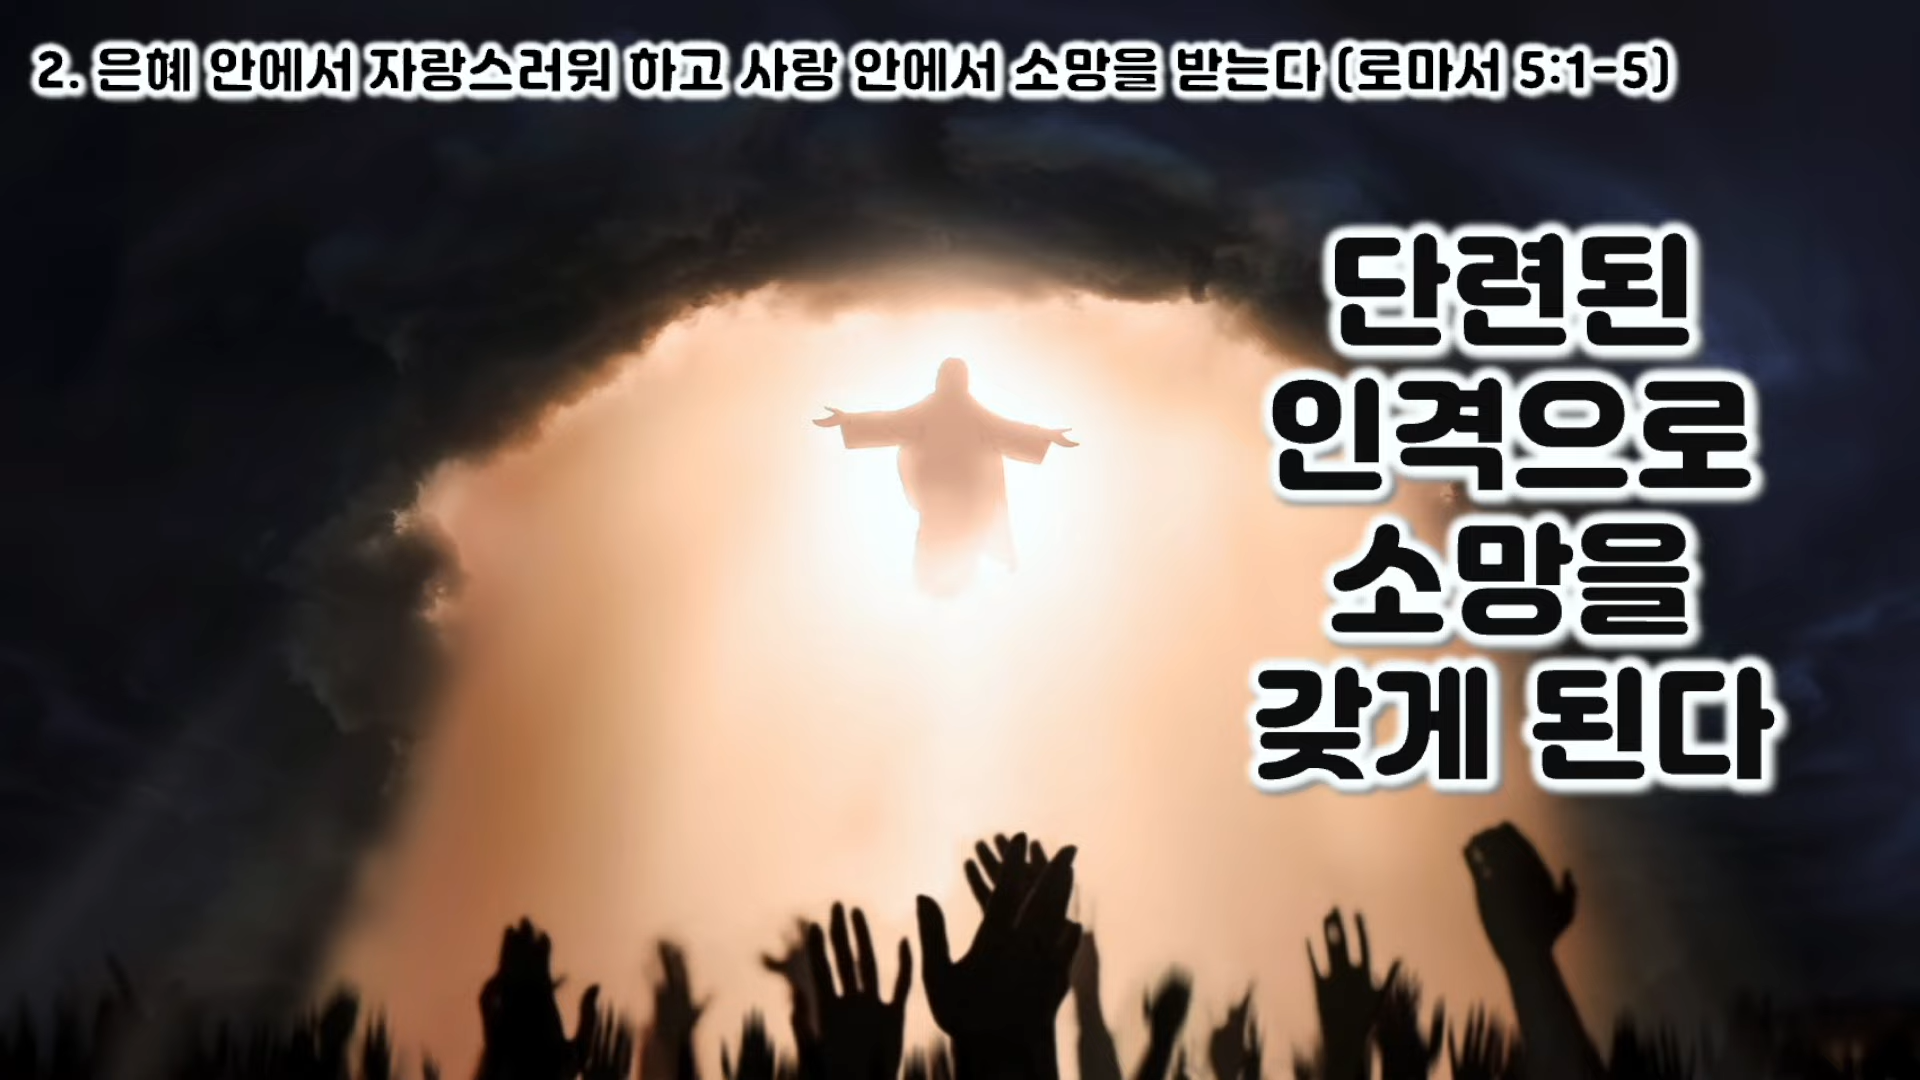 2. 은혜 안에서 자랑스러워 하고 사랑 안에서 소망을 받는다 (로마서 5:1-5)
단련된
인격으로
소망을
갖게 된다